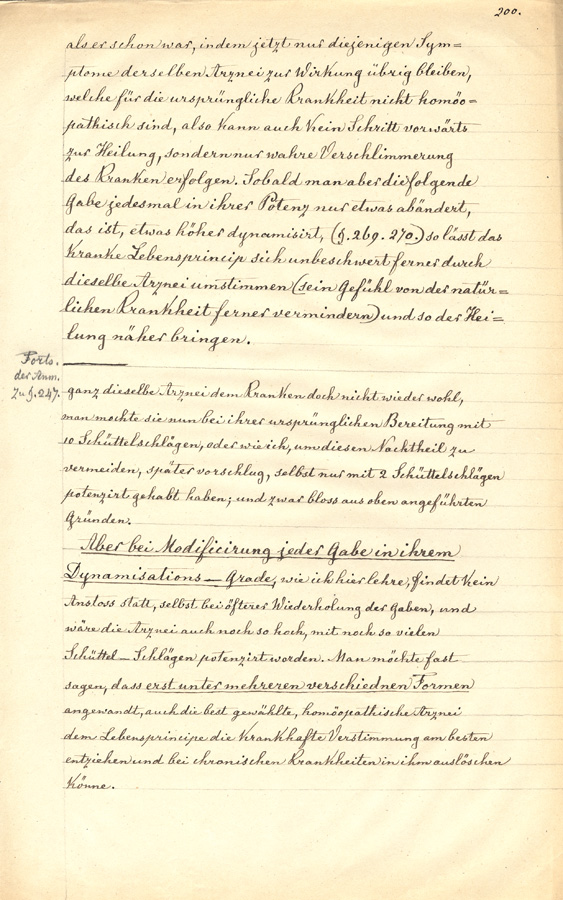 200.
als er schon war, indem jetzt nur diejenigen Sym=
ptome derselben Arznei zur Wirkung übrig bleiben,
welche für die ursprüngliche Krankheit nicht homöo=
pathisch sind, also kann auch kein Schritt vorwärts
zur Heilung, sondern nur wahre Verschlimmerung
des Kranken erfolgen. Sobald man aber die folgende
Gabe jedesmal in ihrer Potenz nur etwas abändert,
das ist, etwas höher dynamisirt, (§. 269. 270.) so lässt das
kranke Lebensprincip sich unbeschwert ferner durch
dieselbe Arznei umstimmen (sein Gefühl von der natür=
lichen Krankheit ferner vermindern) und so der Hei=
lung näher bringen.
Forts.
der Anm.
zu §. 247.
ganz dieselbe Arznei dem Kranken doch nicht wieder wohl,
man mochte sie nun bei ihrer ursprünglichen Bereitung mit
10 Schüttelschlägen, oder wie ich, um diesen Nachtheil zu
vermeiden, später vorschlug, selbst nur mit 2 Schüttelschlägen
potenzirt gehabt haben; und zwar bloss aus oben angeführten
Gründen.
Aber bei Modificirung jeder Gabe in ihrem
Dynamisations-Grade, wie ich hier lehre, findet kein
Anstoss statt, selbst bei öfterer Wiederholung der Gaben, und
wäre die Arznei auch noch so hoch, mit noch so vielen
Schüttel-Schlägen potenzirt worden. Man möchte fast
sagen, dass erst unter mehreren verschiednen Formen
angewandt, auch die best gewählte, homöopathische Arznei
dem Lebensprincipe die krankhafte Verstimmung am besten
entziehen und bei chronischen Krankheiten in ihm auslöschen
könne.